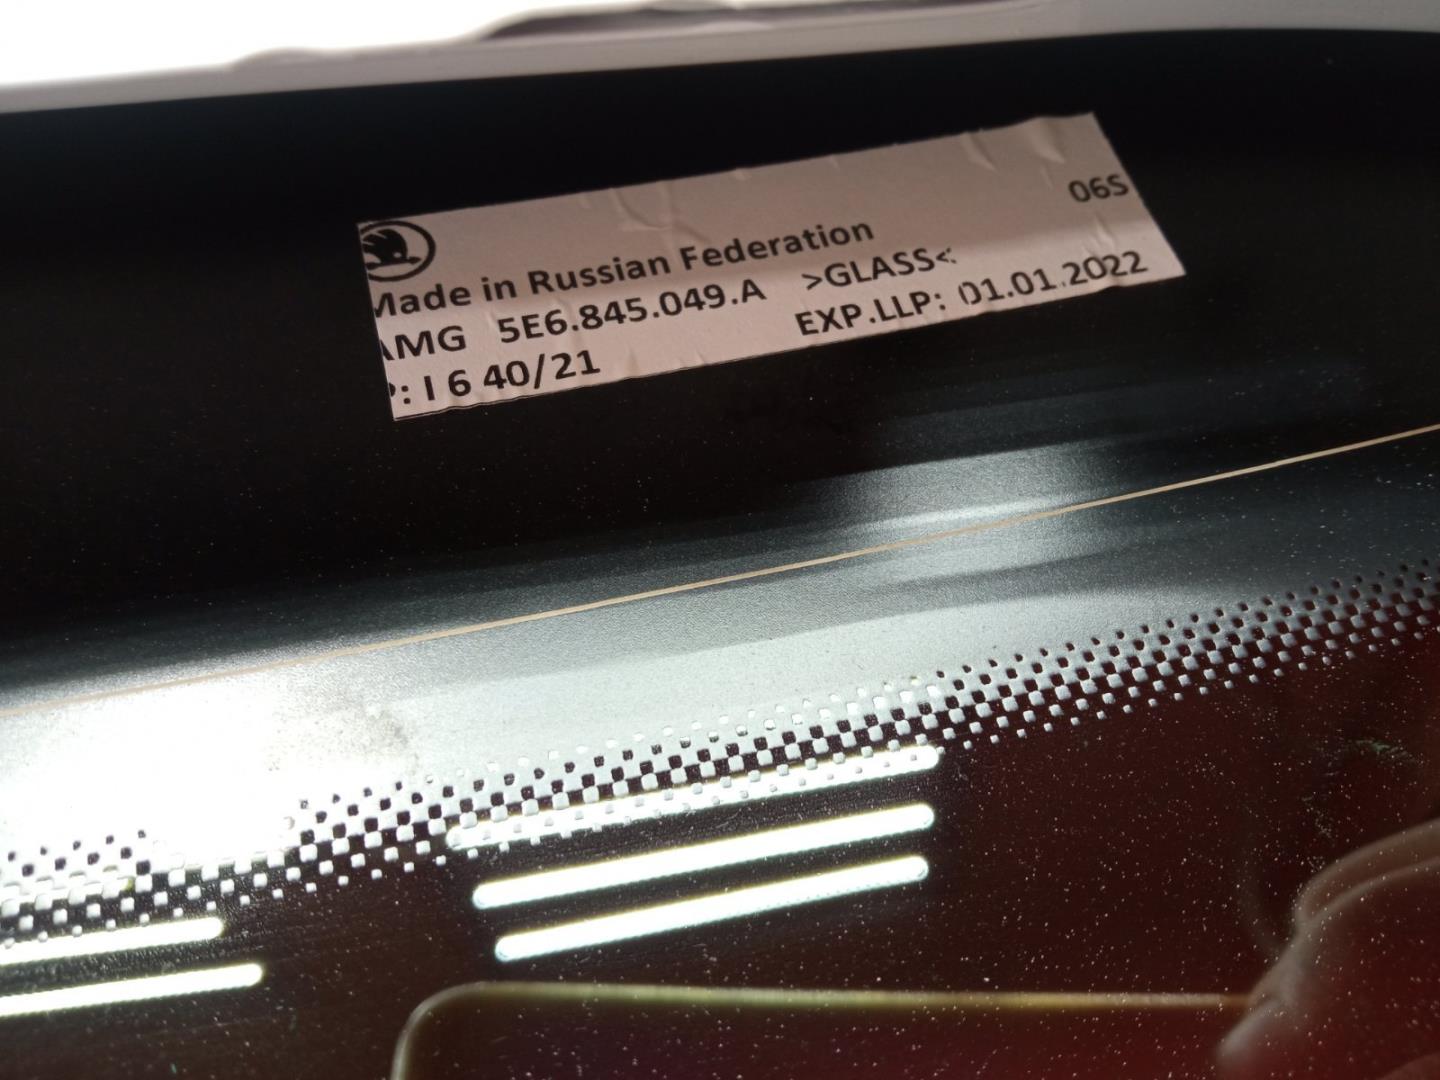 06S
Made in Russian Federation
AMG 5E6.845.049.A >GLASS<
: I 6 40/21 EXP.LLP: 01.01.2022